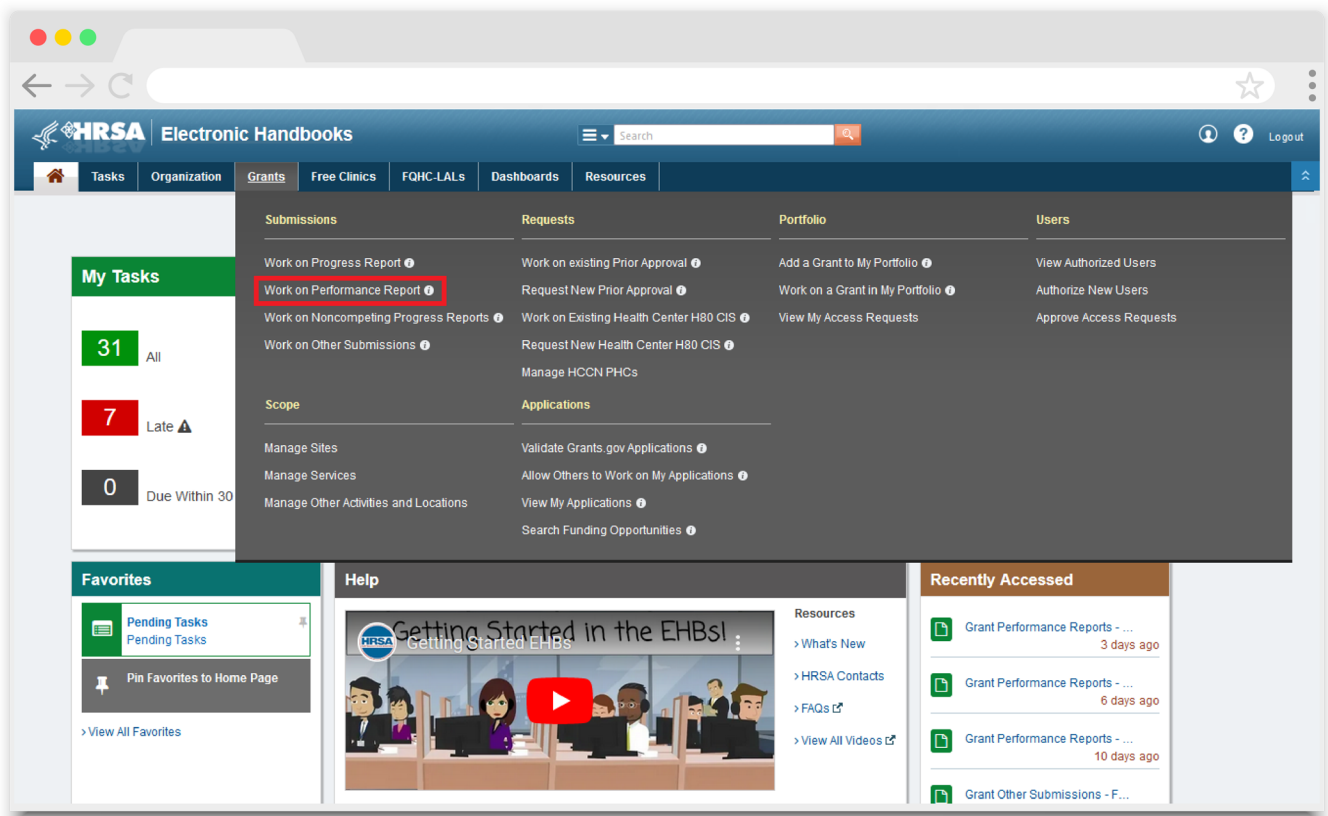 HRSA Electronic Handbooks
Search
Logout
Tasks Organization Grants Free Clinics FQHC-LALs Dashboards Resources
Submissions
Work on Progress Report
Work on Performance Report
Work on Noncompeting Progress Reports
Work on Other Submissions
Requests
Work on existing Prior Approval
Request New Prior Approval
Work on Existing Health Center H80 CIS
Request New Health Center H80 CIS
Manage HCCN PHCs
Portfolio
Add a Grant to My Portfolio
Work on a Grant in My Portfolio
View My Access Requests
Users
View Authorized Users
Authorize New Users
Approve Access Requests
Scope
Manage Sites
Manage Services
Manage Other Activities and Locations
Applications
Validate Grants.gov Applications
Allow Others to Work on My Applications
View My Applications
Search Funding Opportunities
My Tasks
31 All
7 Late
0 Due Within 30
Favorites
Pending Tasks
Pending Tasks
Pin Favorites to Home Page
View All Favorites
Help
Getting Started in the EHBs!
HRSA
Getting Started EHBs
Resources
What's New
HRSA Contacts
FAQs
View All Videos
Recently Accessed
Grant Performance Reports - ...
3 days ago
Grant Performance Reports - ...
6 days ago
Grant Performance Reports - ...
10 days ago
Grant Other Submissions - F...